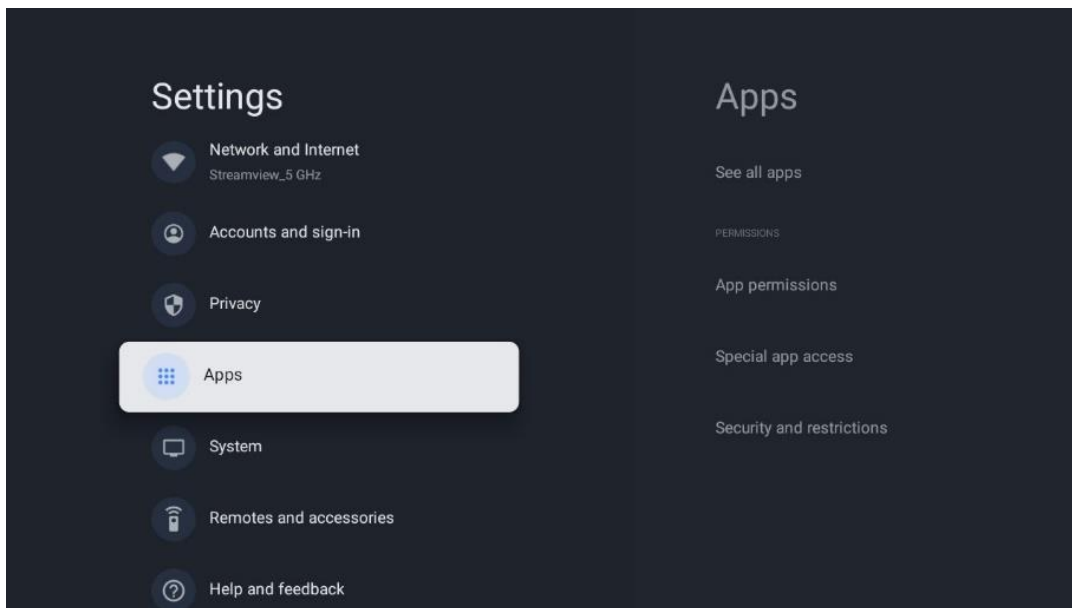 Settings
Network and Internet
Streamview_5 GHz
Accounts and sign-in
Privacy
Apps
System
Remotes and accessories
Help and feedback
Apps
See all apps
PERMISSIONS
App permissions
Special app access
Security and restrictions